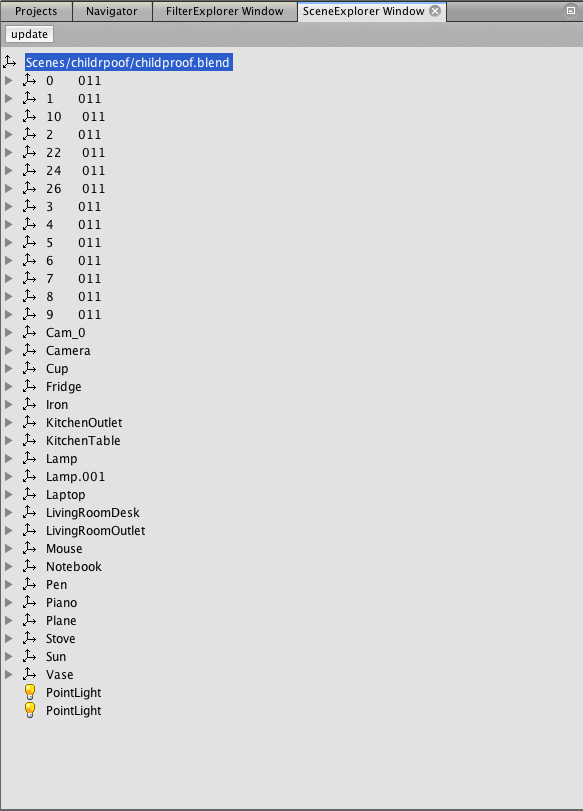 Projects Navigator FilterExplorer Window SceneExplorer Window
update
Scenes/childrpoof/childproof.blend
0 011
1 011
10 011
2 011
22 011
24 011
26 011
3 011
4 011
5 011
6 011
7 011
8 011
9 011
Cam_0
Camera
Cup
Fridge
Iron
KitchenOutlet
KitchenTable
Lamp
Lamp.001
Laptop
LivingRoomDesk
LivingRoomOutlet
Mouse
Notebook
Pen
Piano
Plane
Stove
Sun
Vase
PointLight
PointLight